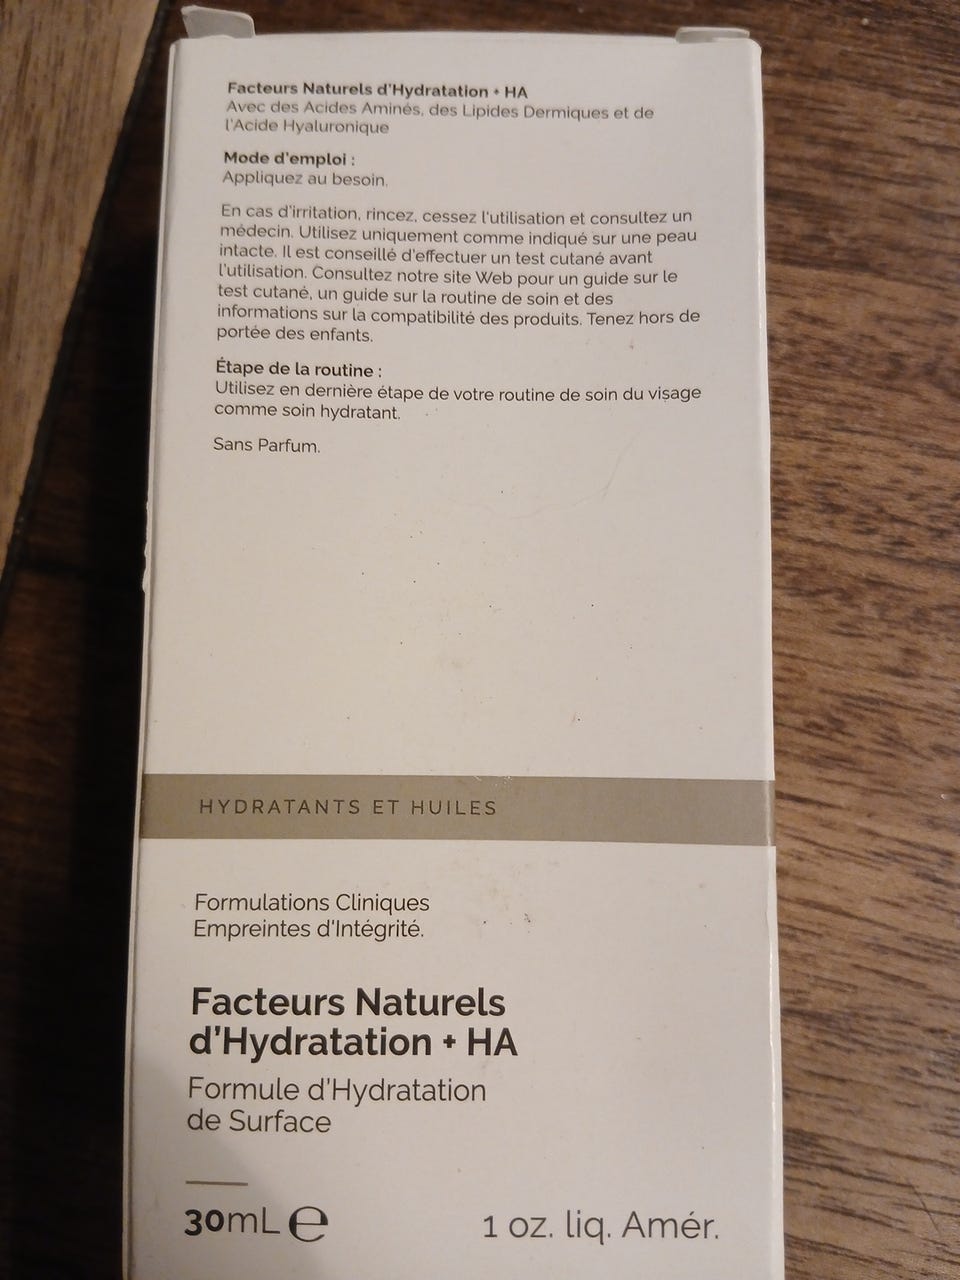 Facteurs Naturels d'Hydratation + HA
Avec des Acides Aminés, des Lipides Dermiques et de
l'Acide Hyaluronique
Mode d'emploi :
Appliquez au besoin.
En cas d'irritation, rincez, cessez l'utilisation et consultez un
médecin. Utilisez uniquement comme indiqué sur une peau
intacte. Il est conseillé d'effectuer un test cutané avant
l'utilisation. Consultez notre site Web pour un guide sur le
test cutané, un guide sur la routine de soin et des
informations sur la compatibilité des produits. Tenez hors de
portée des enfants.
Étape de la routine :
Utilisez en dernière étape de votre routine de soin du visage
comme soin hydratant.
Sans Parfum.
HYDRATANTS ET HUILES
Formulations Cliniques
Empreintes d'Intégrité.
Facteurs Naturels
d'Hydratation + HA
Formule d'Hydratation
de Surface
30mL ℮ 1 oz. liq. Amér.